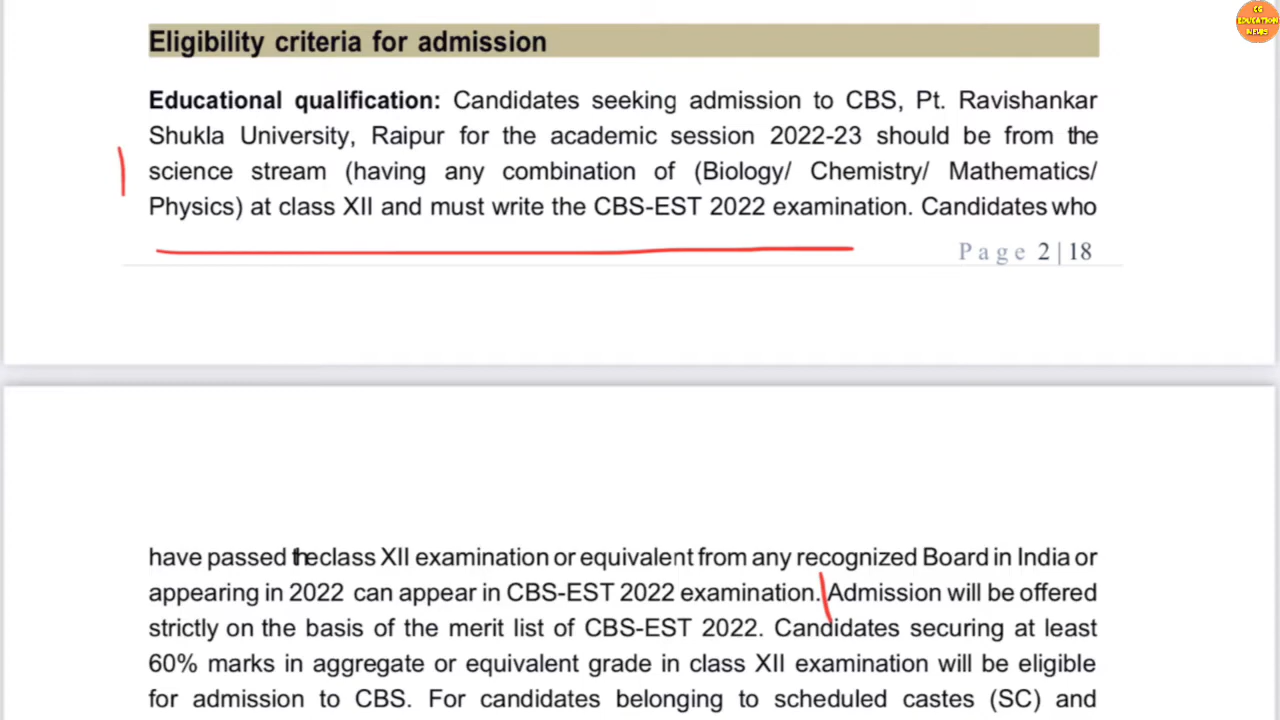 CG
EDUCATION
NEWS
Eligibility criteria for admission
Educational qualification: Candidates seeking admission to CBS, Pt. Ravishankar
Shukla University, Raipur for the academic session 2022-23 should be from the
science stream (having any combination of (Biology/ Chemistry/ Mathematics/
Physics) at class XII and must write the CBS-EST 2022 examination. Candidates who
Page 2|18
have passed the class XII examination or equivalent from any recognized Board in India or
appearing in 2022 can appear in CBS-EST 2022 examination. Admission will be offered
strictly on the basis of the merit list of CBS-EST 2022. Candidates securing at least
60% marks in aggregate or equivalent grade in class XII examination will be eligible
for admission to CBS. For candidates belonging to scheduled castes (SC) and